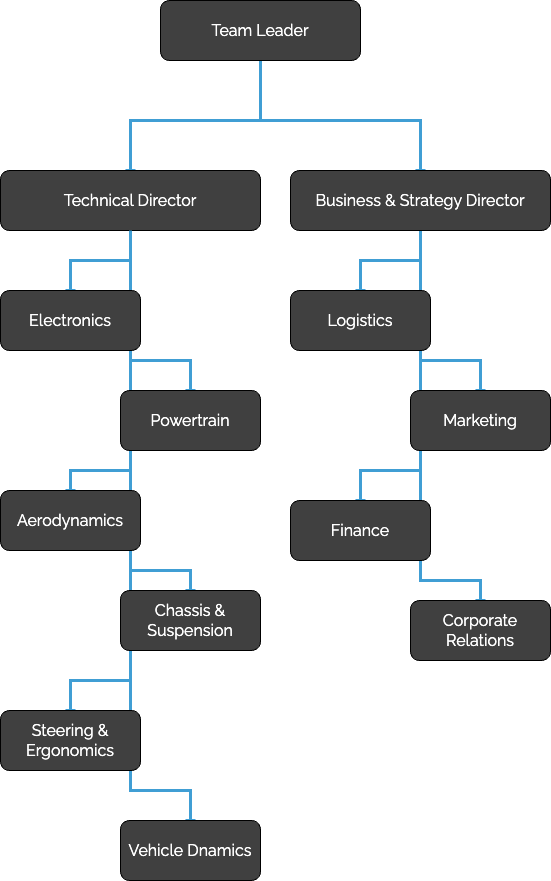 Team Leader
Technical Director
Business & Strategy Director
Electronics
Logistics
Powertrain
Marketing
Aerodynamics
Finance
Chassis &
Suspension
Corporate
Relations
Steering &
Ergonomics
Vehicle Dnamics